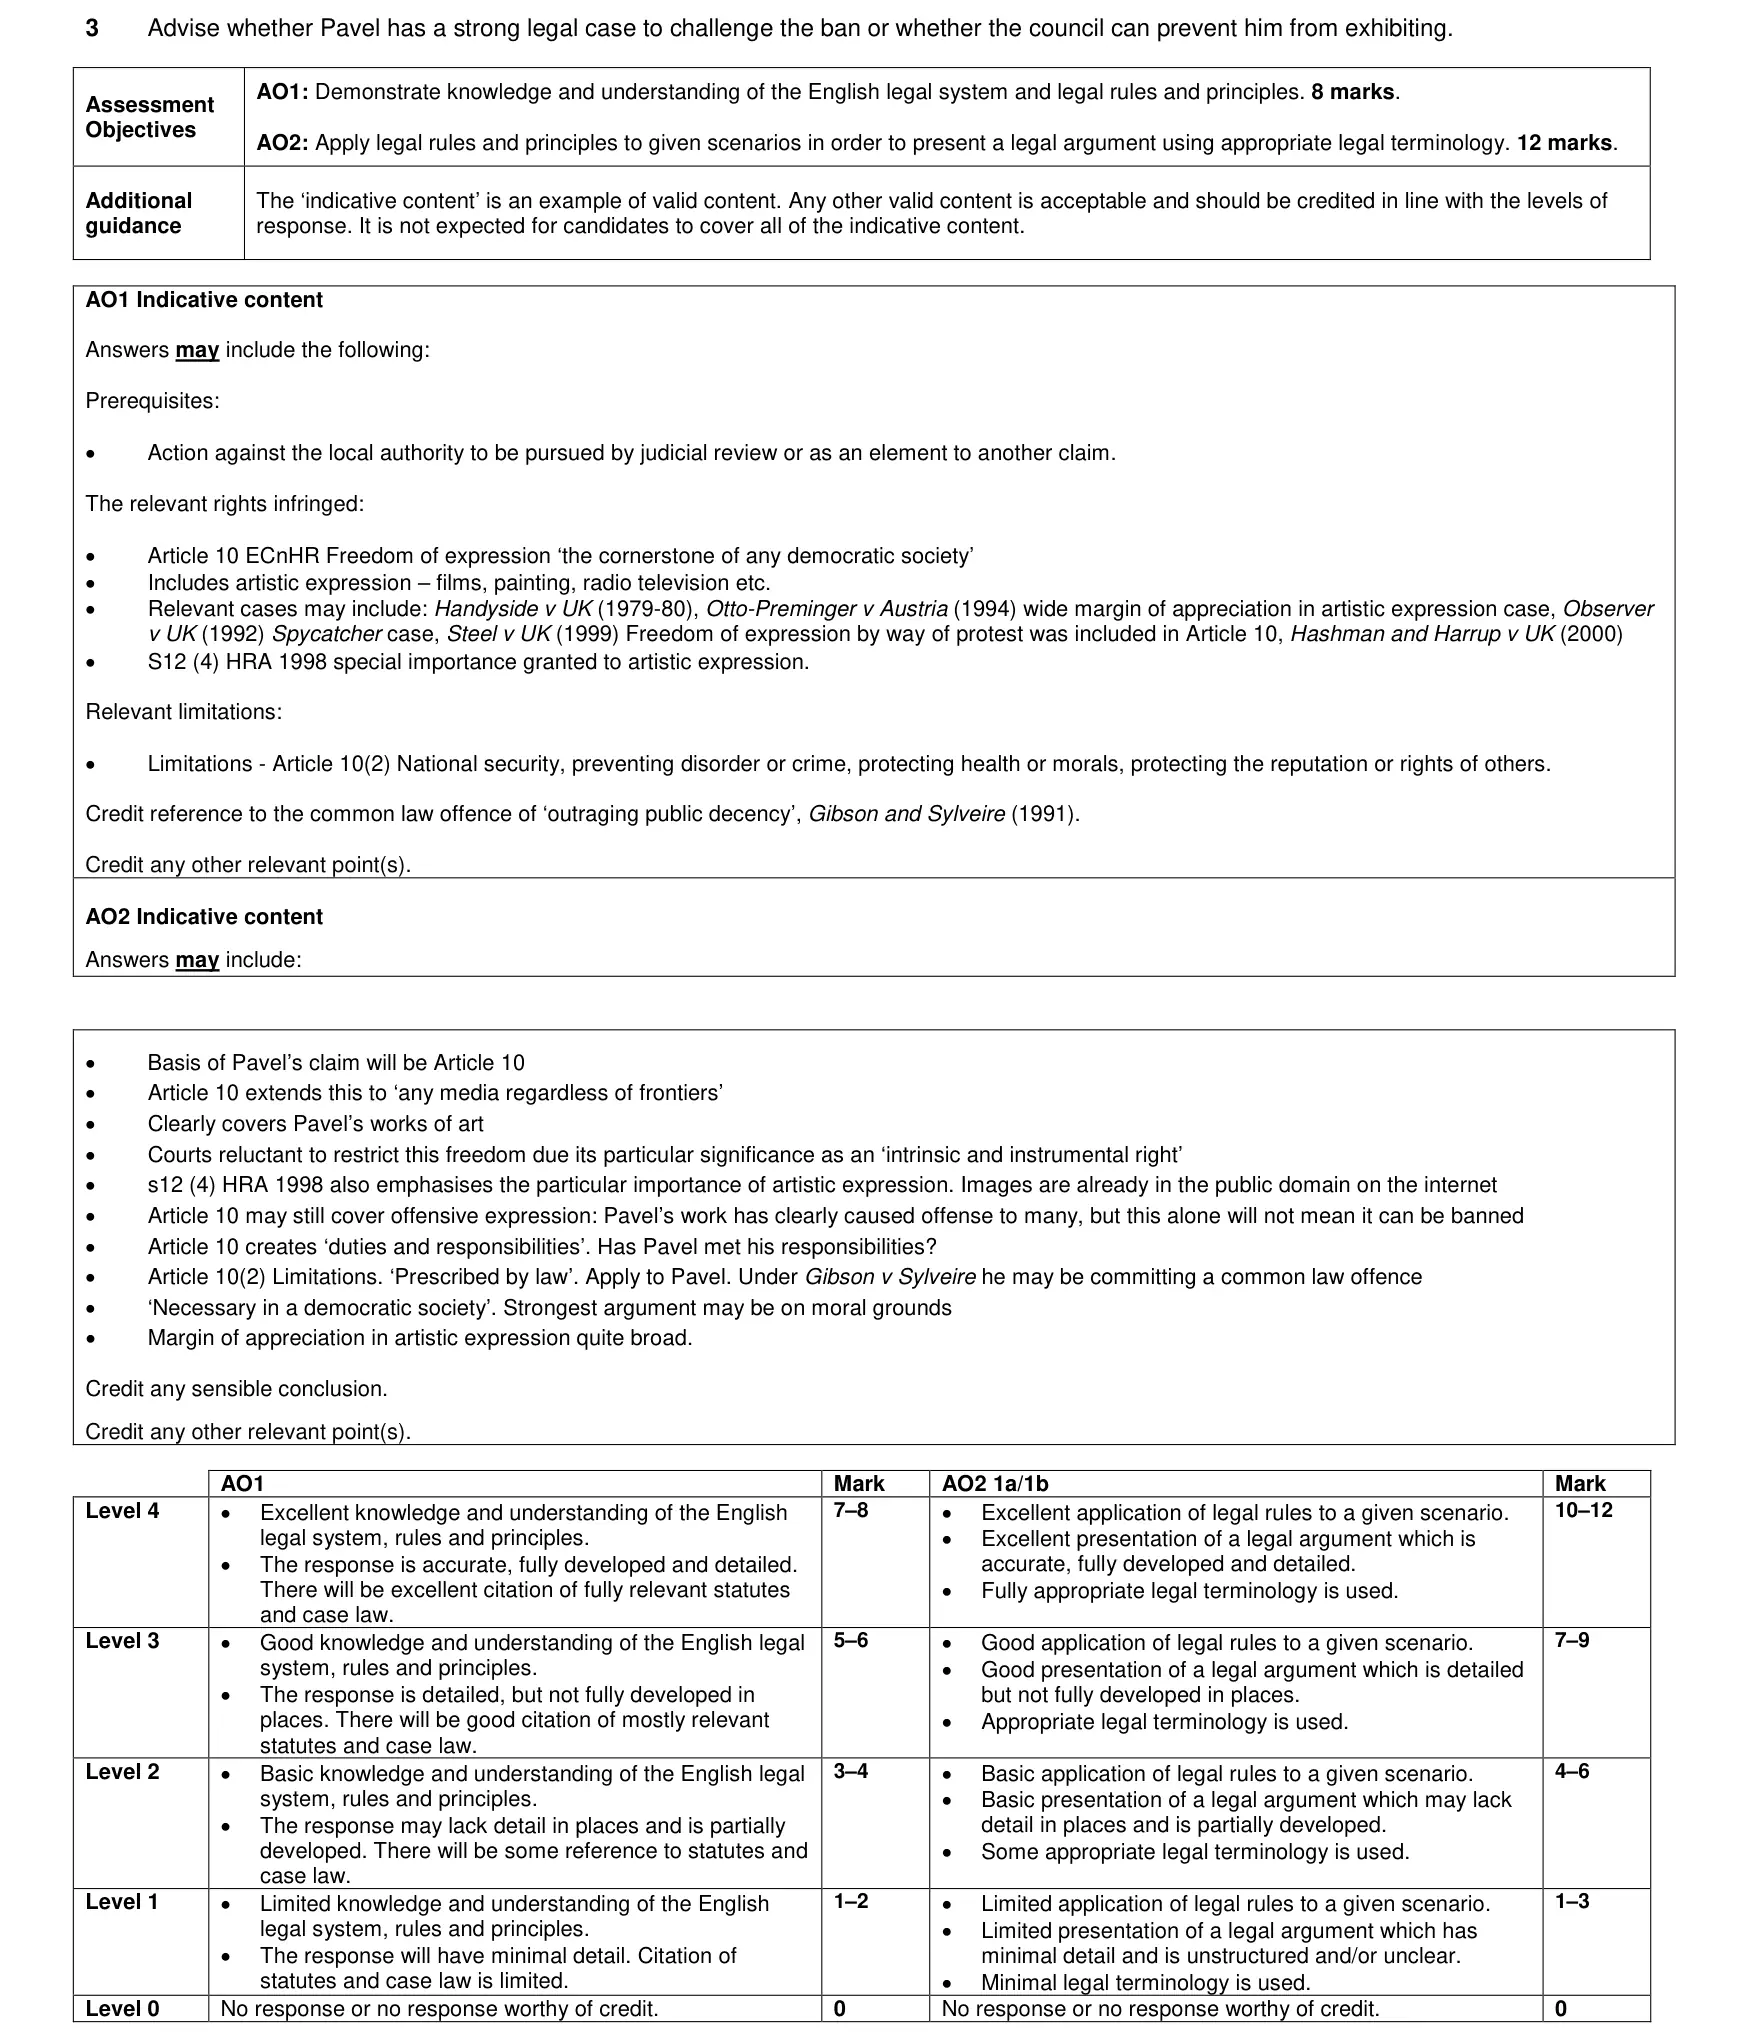 3 Advise whether Pavel has a strong legal case to challenge the ban or whether the council can prevent him from exhibiting.
Assessment Objectives
AO1: Demonstrate knowledge and understanding of the English legal system and legal rules and principles. 8 marks.
AO2: Apply legal rules and principles to given scenarios in order to present a legal argument using appropriate legal terminology. 12 marks.
Additional guidance
The ‘indicative content’ is an example of valid content. Any other valid content is acceptable and should be credited in line with the levels of
response. It is not expected for candidates to cover all of the indicative content.
AO1 Indicative content
Answers may include the following:
Prerequisites:
• Action against the local authority to be pursued by judicial review or as an element to another claim.
The relevant rights infringed:
• Article 10 ECnHR Freedom of expression ‘the cornerstone of any democratic society’
• Includes artistic expression – films, painting, radio television etc.
• Relevant cases may include: Handyside v UK (1979-80), Otto-Preminger v Austria (1994) wide margin of appreciation in artistic expression case, Observer
v UK (1992) Spycatcher case, Steel v UK (1999) Freedom of expression by way of protest was included in Article 10, Hashman and Harrup v UK (2000)
• S12 (4) HRA 1998 special importance granted to artistic expression.
Relevant limitations:
• Limitations - Article 10(2) National security, preventing disorder or crime, protecting health or morals, protecting the reputation or rights of others.
Credit reference to the common law offence of ‘outraging public decency’, Gibson and Sylveire (1991).
Credit any other relevant point(s).
AO2 Indicative content
Answers may include:
• Basis of Pavel’s claim will be Article 10
• Article 10 extends this to ‘any media regardless of frontiers’
• Clearly covers Pavel’s works of art
• Courts reluctant to restrict this freedom due its particular significance as an ‘intrinsic and instrumental right’
• s12 (4) HRA 1998 also emphasises the particular importance of artistic expression. Images are already in the public domain on the internet
• Article 10 may still cover offensive expression: Pavel’s work has clearly caused offense to many, but this alone will not mean it can be banned
• Article 10 creates ‘duties and responsibilities’. Has Pavel met his responsibilities?
• Article 10(2) Limitations. ‘Prescribed by law’. Apply to Pavel. Under Gibson v Sylveire he may be committing a common law offence
• ‘Necessary in a democratic society’. Strongest argument may be on moral grounds
• Margin of appreciation in artistic expression quite broad.
Credit any sensible conclusion.
Credit any other relevant point(s).
AO1 Mark AO2 1a/1b Mark
Level 4
• Excellent knowledge and understanding of the English
legal system, rules and principles.
• The response is accurate, fully developed and detailed.
There will be excellent citation of fully relevant statutes
and case law.
7–8
• Excellent application of legal rules to a given scenario.
• Excellent presentation of a legal argument which is
accurate, fully developed and detailed.
• Fully appropriate legal terminology is used.
10–12
Level 3
• Good knowledge and understanding of the English legal
system, rules and principles.
• The response is detailed, but not fully developed in
places. There will be good citation of mostly relevant
statutes and case law.
5–6
• Good application of legal rules to a given scenario.
• Good presentation of a legal argument which is detailed
but not fully developed in places.
• Appropriate legal terminology is used.
7–9
Level 2
• Basic knowledge and understanding of the English legal
system, rules and principles.
• The response may lack detail in places and is partially
developed. There will be some reference to statutes and
case law.
3–4
• Basic application of legal rules to a given scenario.
• Basic presentation of a legal argument which may lack
detail in places and is partially developed.
• Some appropriate legal terminology is used.
4–6
Level 1
• Limited knowledge and understanding of the English
legal system, rules and principles.
• The response will have minimal detail. Citation of
statutes and case law is limited.
1–2
• Limited application of legal rules to a given scenario.
• Limited presentation of a legal argument which has
minimal detail and is unstructured and/or unclear.
• Minimal legal terminology is used.
1–3
Level 0
No response or no response worthy of credit.
0
No response or no response worthy of credit.
0